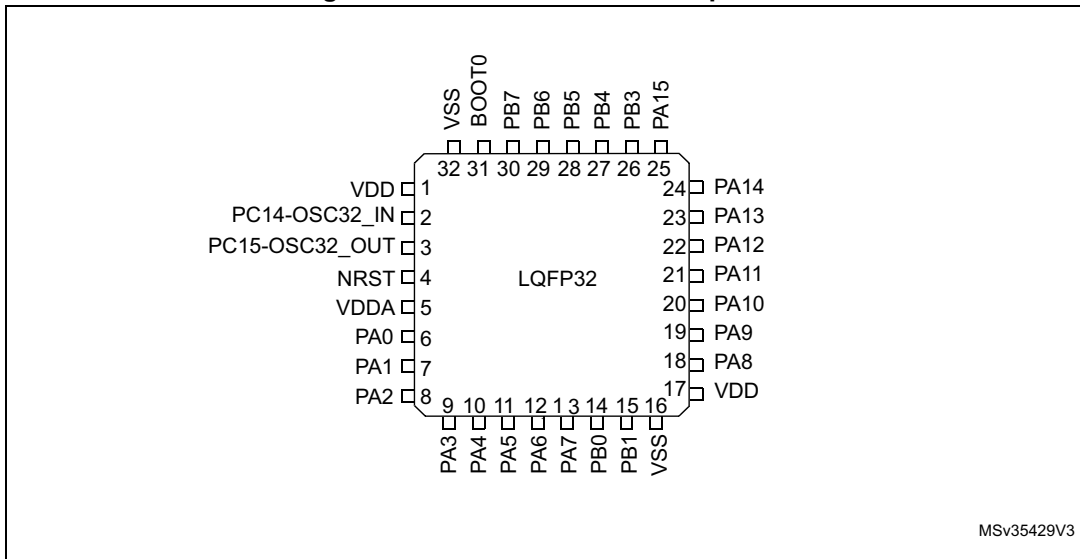 VSS
BOOT0
PB7
PB6
PB5
PB4
PB3
PA15
32 31 30 29 28 27 26 25
VDD 1
PC14-OSC32_IN 2
PC15-OSC32_OUT 3
NRST 4
VDDA 5
PA0 6
PA1 7
PA2 8
LQFP32
24 PA14
23 PA13
22 PA12
21 PA11
20 PA10
19 PA9
18 PA8
17 VDD
9 10 11 12 1 3 14 15 16
PA3
PA4
PA5
PA6
PA7
PB0
PB1
VSS
MSv35429V3